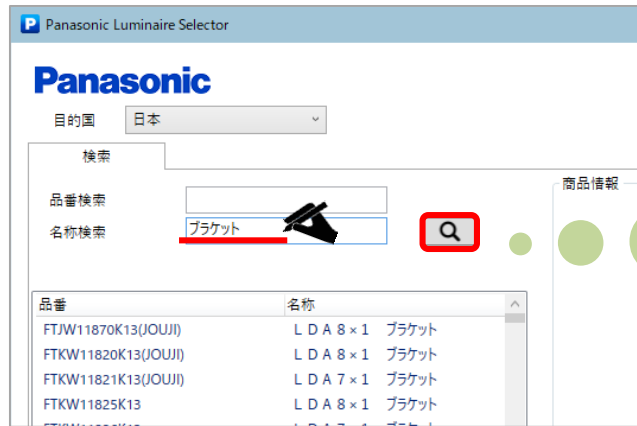 Panasonic Luminaire Selector
Panasonic
目的国 日本
検索
商品情報
品番検索
名称検索 ブラケット
品番 名称
FTJW11870K13(JOUJI) ＬＤＡ８×１ ブラケット
FTKW11820K13(JOUJI) ＬＤＡ８×１ ブラケット
FTKW11821K13(JOUJI) ＬＤＡ７×１ ブラケット
FTKW11825K13 ＬＤＡ８×１ ブラケット